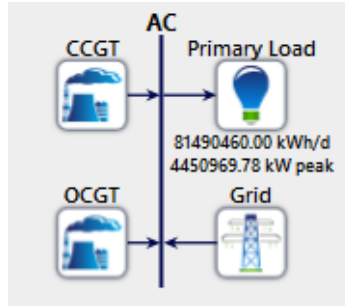 AC
CCGT
Primary Load
81490460.00 kWh/d
4450969.78 kW peak
OCGT
Grid